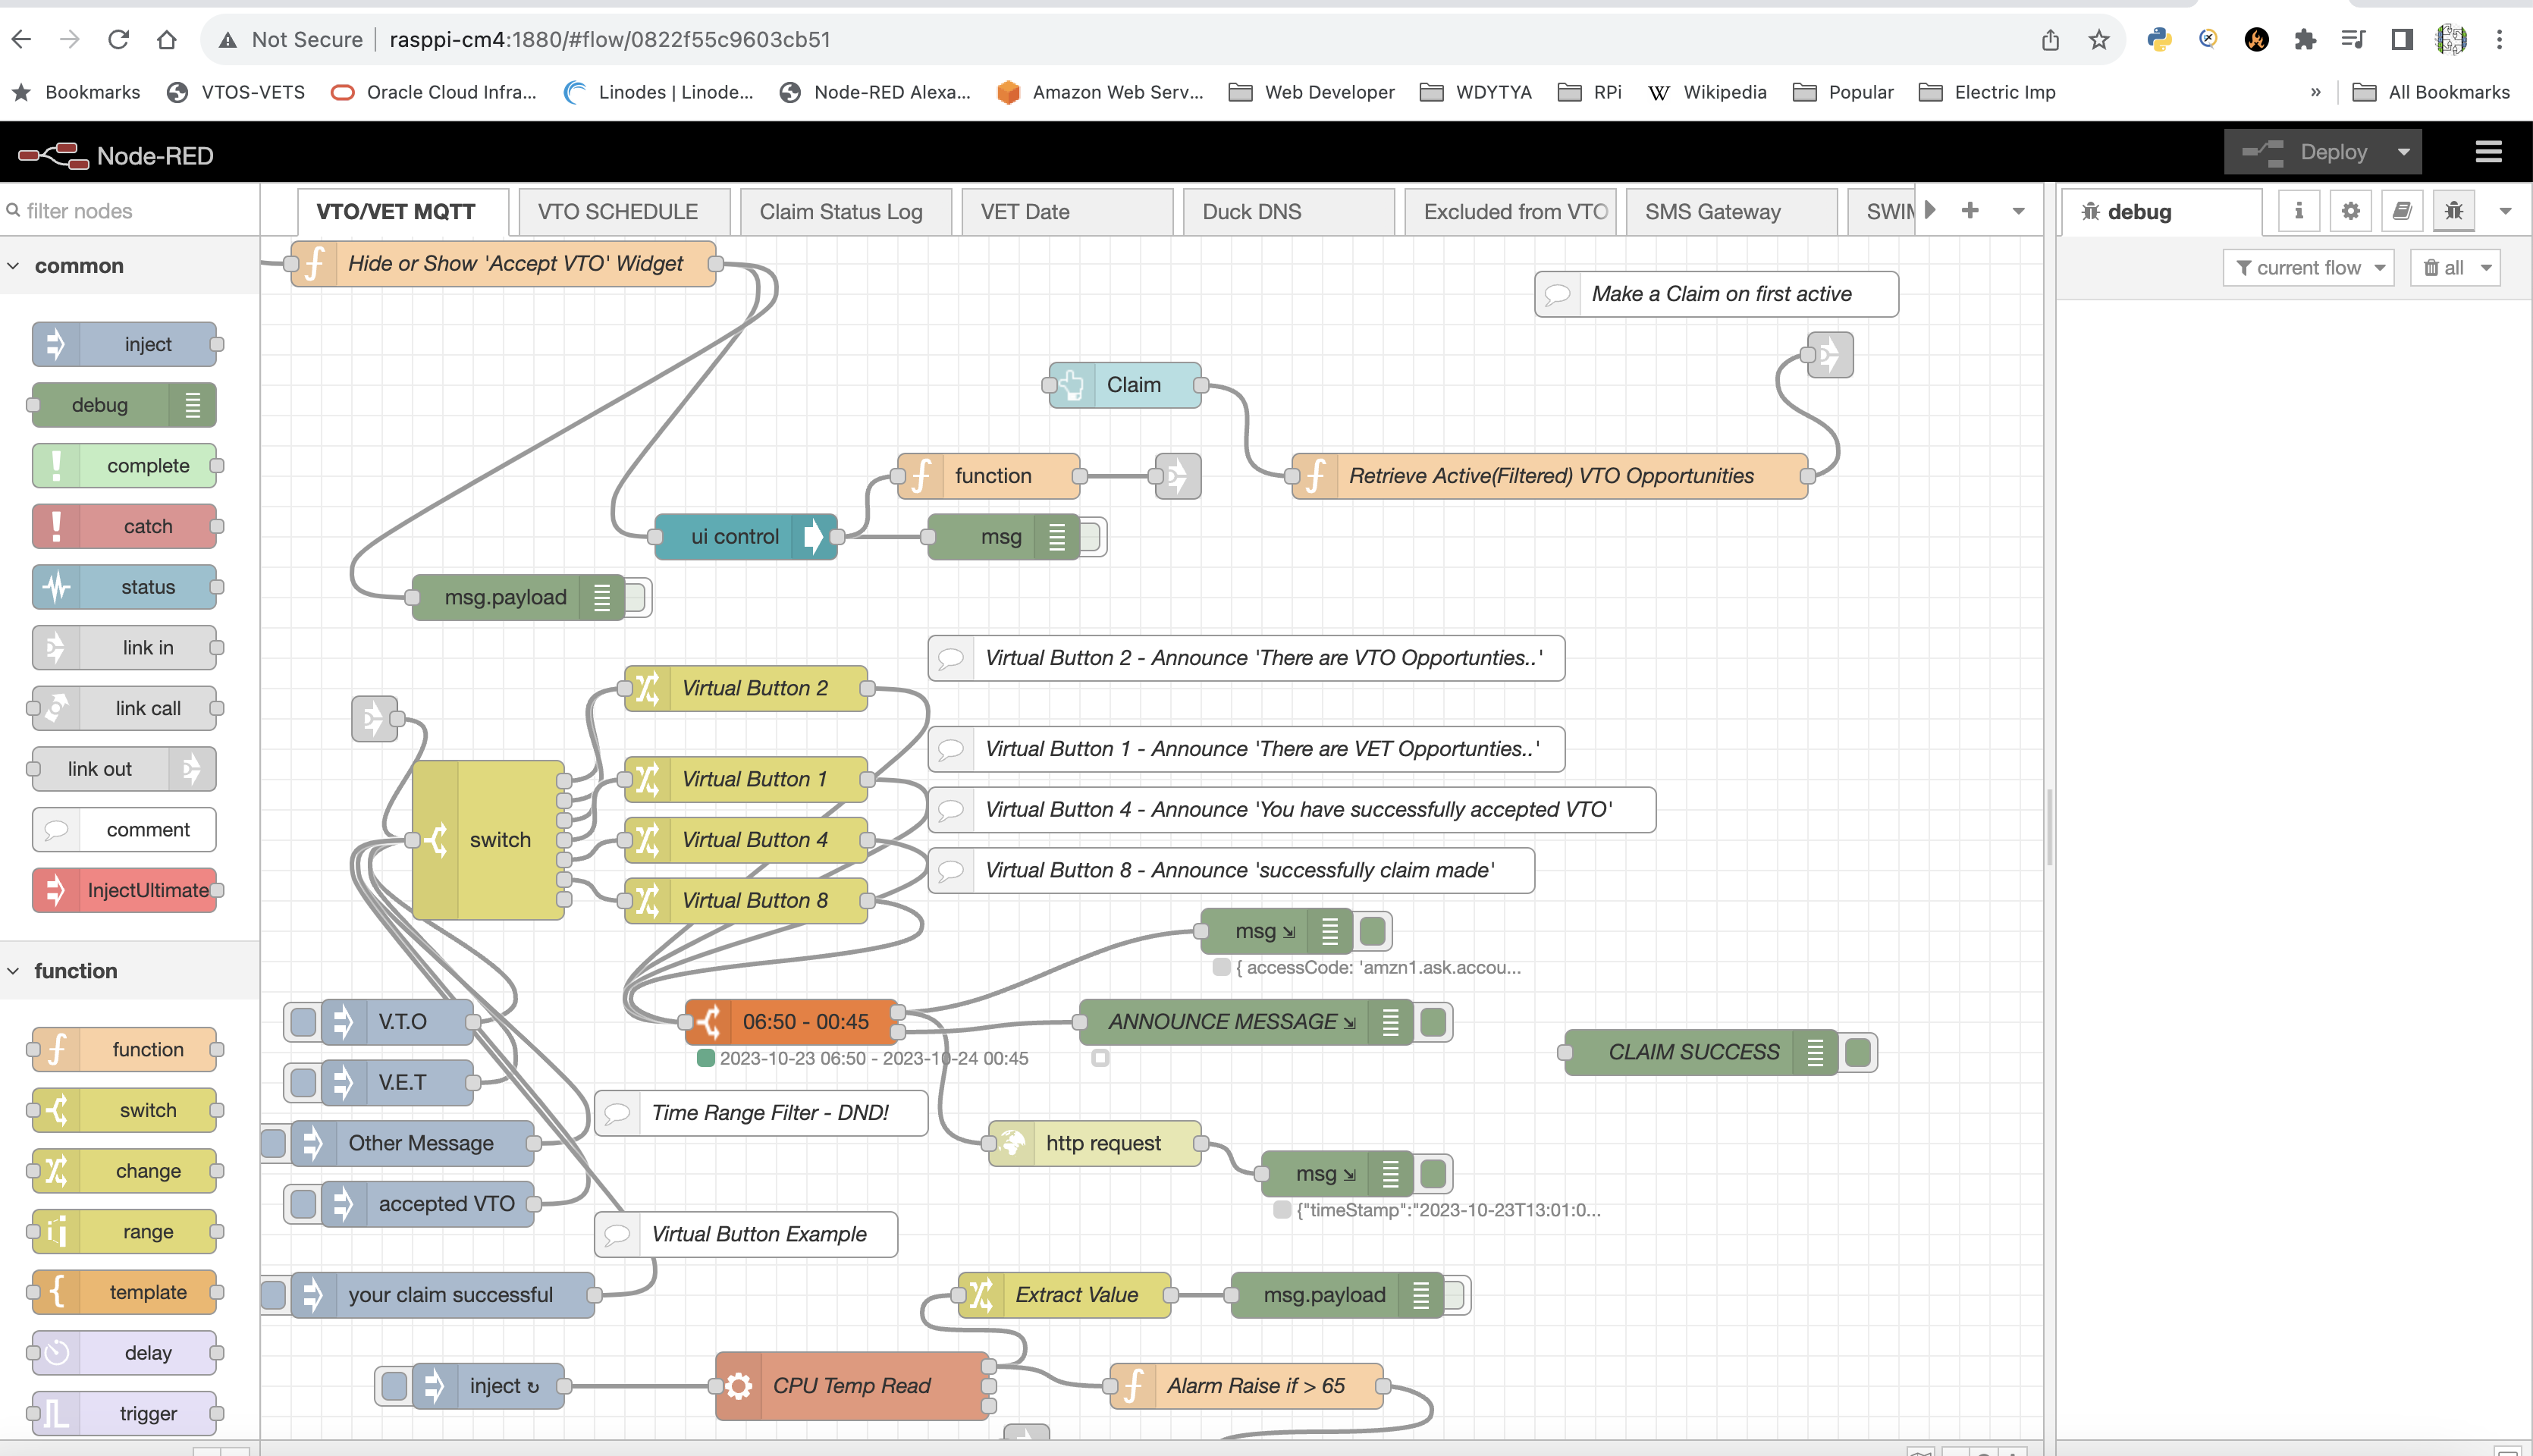 Not Secure rasppi-cm4:1880/#flow/0822f55c9603cb51
Bookmarks VTOS-VETS Oracle Cloud Infra... Linodes | Linode... Node-RED Alexa... Amazon Web Serv... Web Developer WDYTYA RPi Wikipedia Popular Electric Imp » All Bookmarks
Node-RED Deploy
filter nodes VTO/VET MQTT VTO SCHEDULE Claim Status Log VET Date Duck DNS Excluded from VTO SMS Gateway SWIM debug
common
current flow all
Hide or Show 'Accept VTO' Widget
Make a Claim on first active
inject
Claim
debug
complete
function
Retrieve Active(Filtered) VTO Opportunities
catch
ui control
msg
status
msg.payload
link in
Virtual Button 2 - Announce 'There are VTO Opportunties..'
Virtual Button 2
link call
Virtual Button 1 - Announce 'There are VET Opportunties..'
link out
Virtual Button 1
Virtual Button 4 - Announce 'You have successfully accepted VTO'
comment
switch
Virtual Button 4
Virtual Button 8 - Announce 'successfully claim made'
InjectUltimate
Virtual Button 8
msg
{ accessCode: 'amzn1.ask.accou...
function
V.T.O
06:50 - 00:45
ANNOUNCE MESSAGE
2023-10-23 06:50 - 2023-10-24 00:45
CLAIM SUCCESS
function
V.E.T
switch
Time Range Filter - DND!
Other Message
http request
change
msg
accepted VTO
{"timeStamp":"2023-10-23T13:01:0...
range
Virtual Button Example
template
your claim successful
Extract Value
msg.payload
delay
inject ↻
CPU Temp Read
Alarm Raise if > 65
trigger